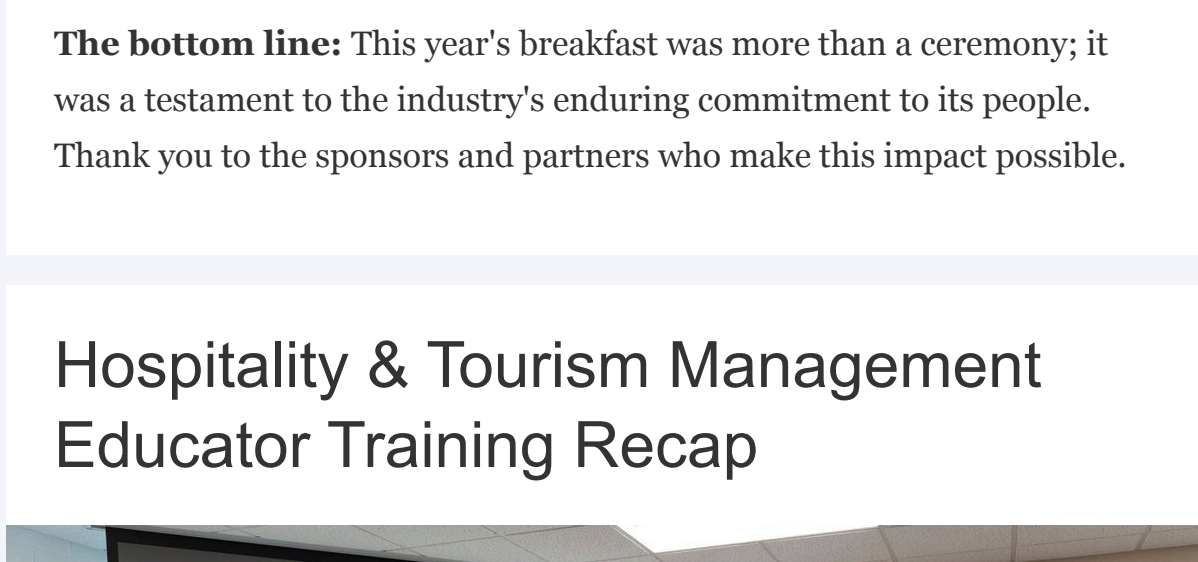 The bottom line: This year's breakfast was more than a ceremony; it
was a testament to the industry's enduring commitment to its people.
Thank you to the sponsors and partners who make this impact possible.
Hospitality & Tourism Management
Educator Training Recap